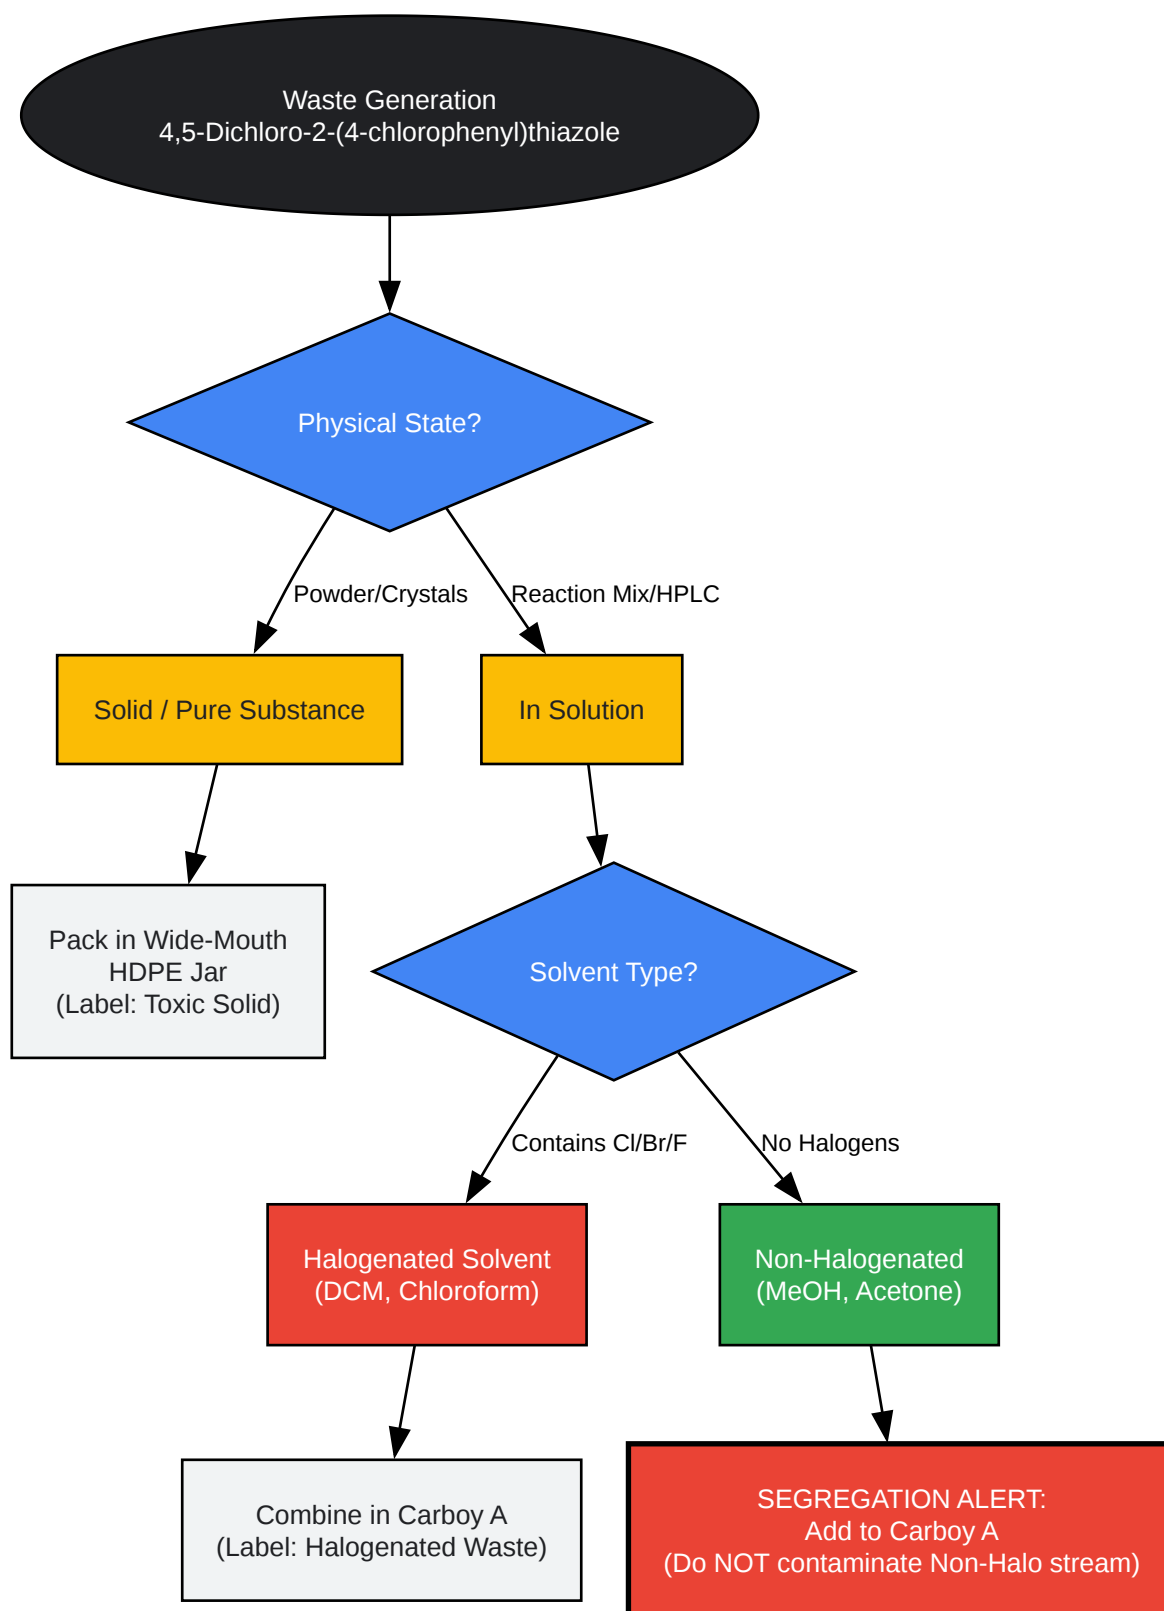 Waste Generation
4,5-Dichloro-2-(4-chlorophenyl)thiazole
Physical State?
Powder/Crystals
Reaction Mix/HPLC
Solid / Pure Substance
In Solution
Pack in Wide-Mouth
HDPE Jar
(Label: Toxic Solid)
Solvent Type?
Contains Cl/Br/F
No Halogens
Halogenated Solvent
(DCM, Chloroform)
Non-Halogenated
(MeOH, Acetone)
Combine in Carboy A
(Label: Halogenated Waste)
SEGREGATION ALERT:
Add to Carboy A
(Do NOT contaminate Non-Halo stream)